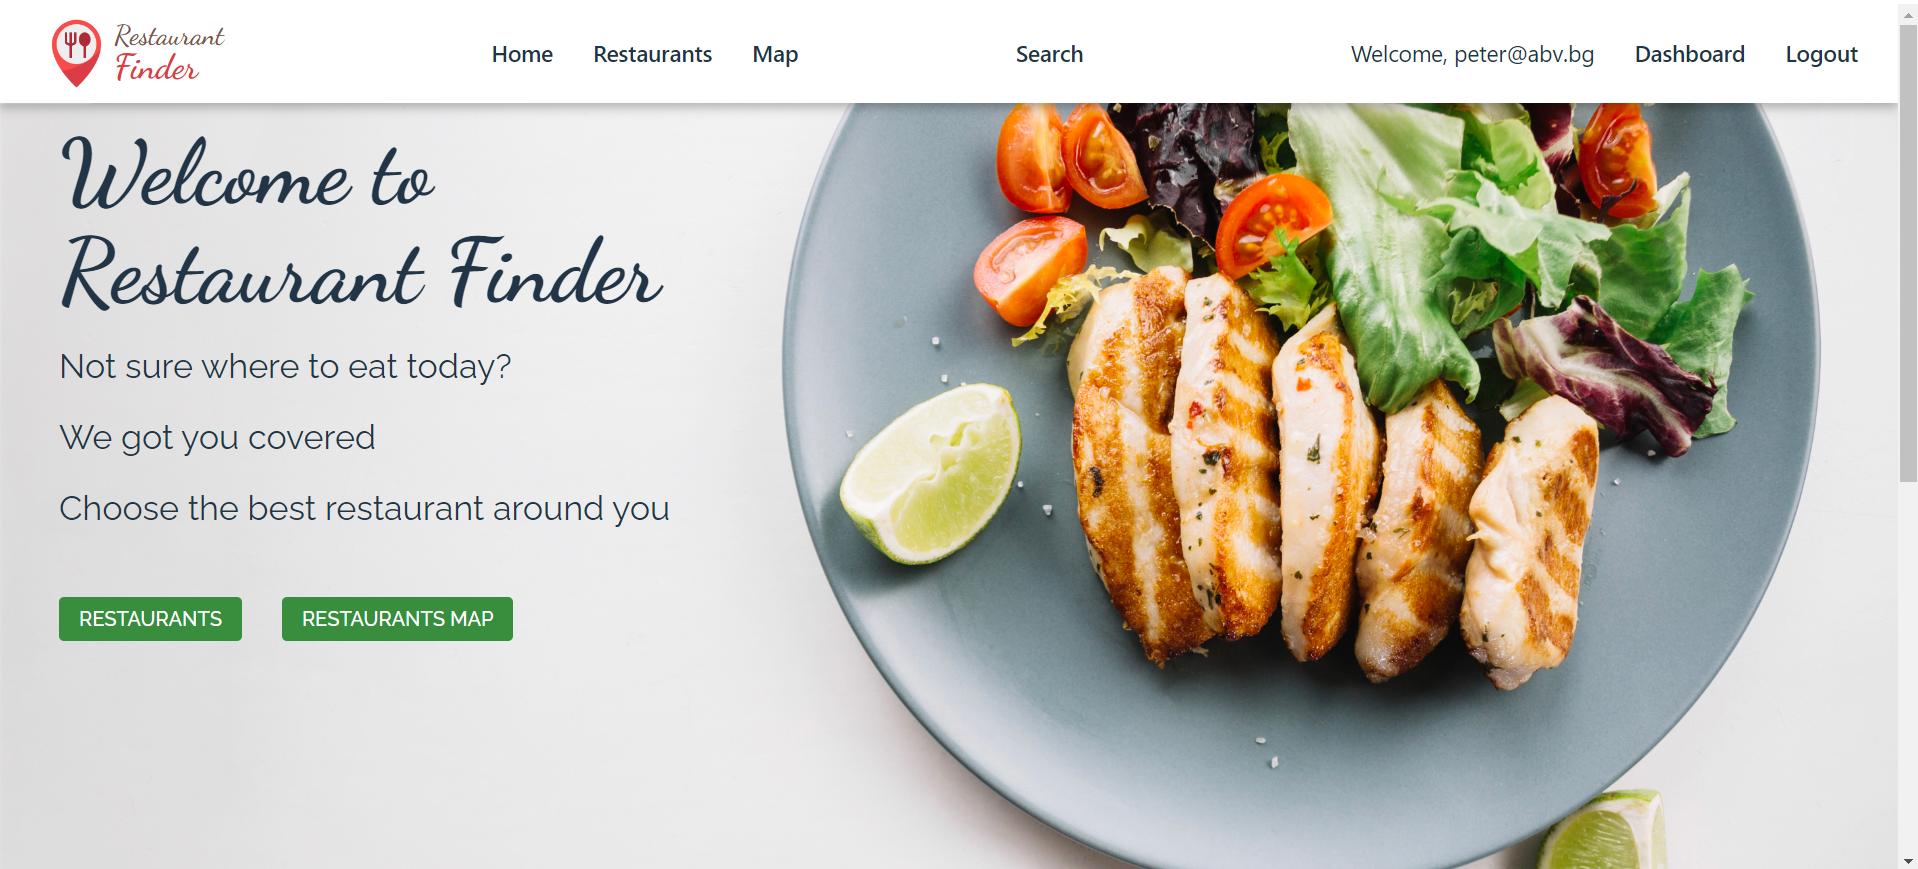 Restaurant
Finder
Home Restaurants Map Search Welcome, peter@abv.bg Dashboard Logout
Welcome to
Restaurant Finder
Not sure where to eat today?
We got you covered
Choose the best restaurant around you
RESTAURANTS RESTAURANTS MAP